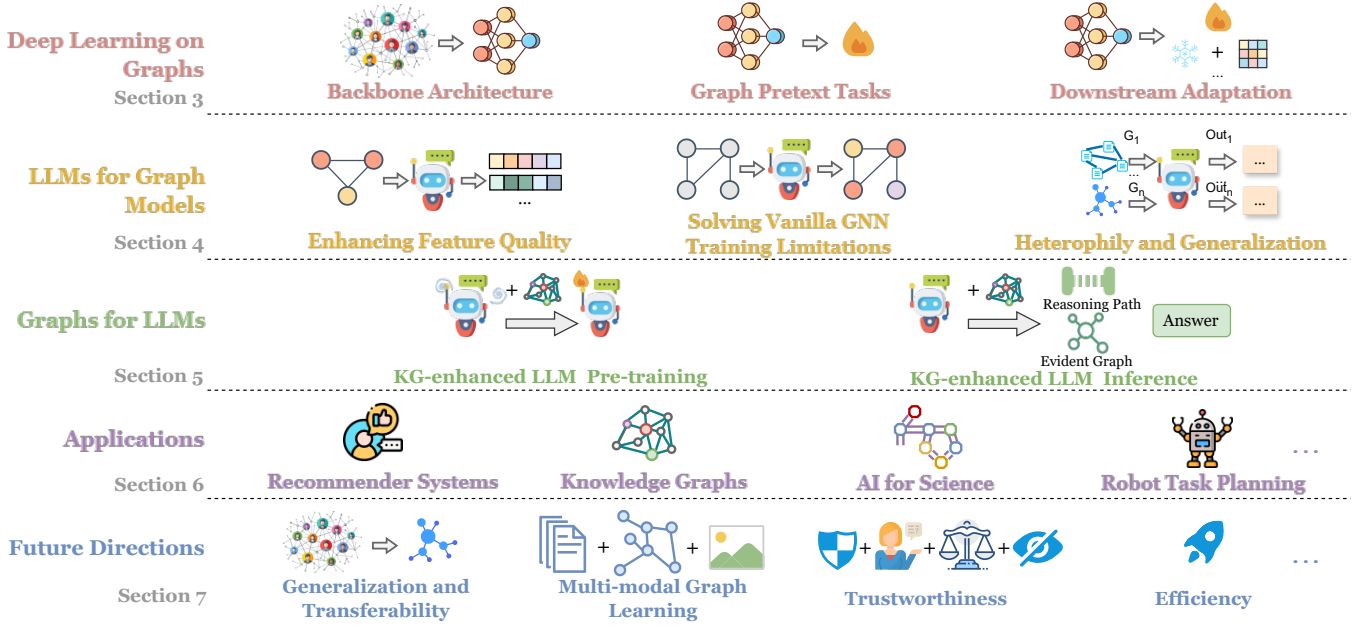 Deep Learning on
Graphs
Section 3
...
Backbone Architecture
Graph Pretext Tasks
+
...
Downstream Adaptation
LLMs for Graph
Models
Section 4
...
Enhancing Feature Quality
Solving Vanilla GNN
Training Limitations
G1
Out1
...
...
Gn
Outn
...
...
Heterophily and Generalization
Graphs for LLMs
Section 5
+
KG-enhanced LLM Pre-training
+
Reasoning Path
Answer
Evident Graph
KG-enhanced LLM Inference
Applications
Section 6
Recommender Systems
Knowledge Graphs
AI for Science
Robot Task Planning
...
Future Directions
Section 7
Generalization and
Transferability
+ +
Multi-modal Graph
Learning
+ + +
Trustworthiness
Efficiency
...